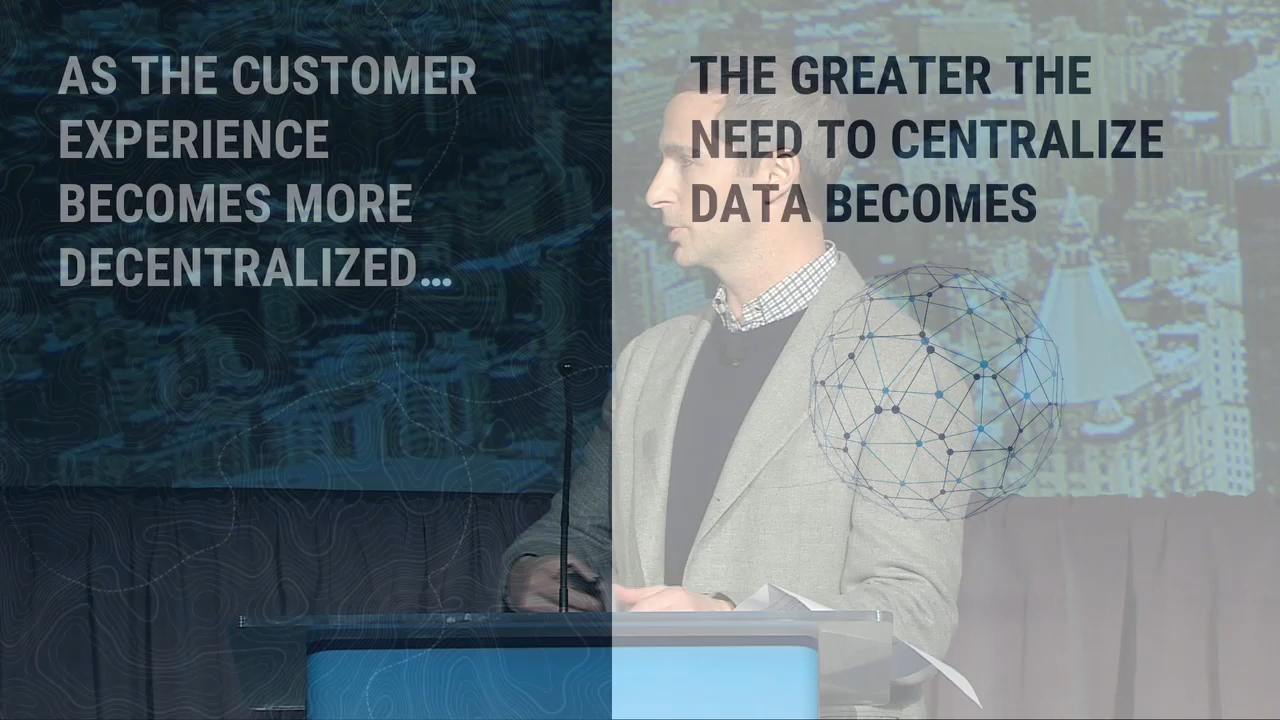 AS THE CUSTOMER
EXPERIENCE
BECOMES MORE
DECENTRALIZED…
THE GREATER THE
NEED TO CENTRALIZE
DATA BECOMES